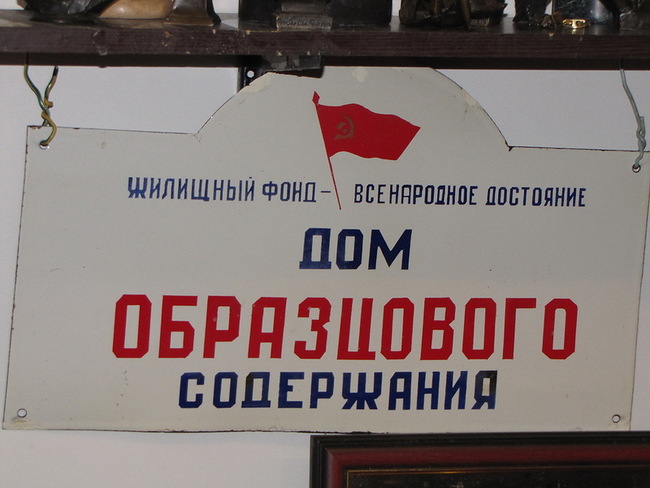 ЖИЛИЩНЫЙ ФОНД – ВСЕНАРОДНОЕ ДОСТОЯНИЕ
ДОМ
ОБРАЗЦОВОГО
СОДЕРЖАНИЯ